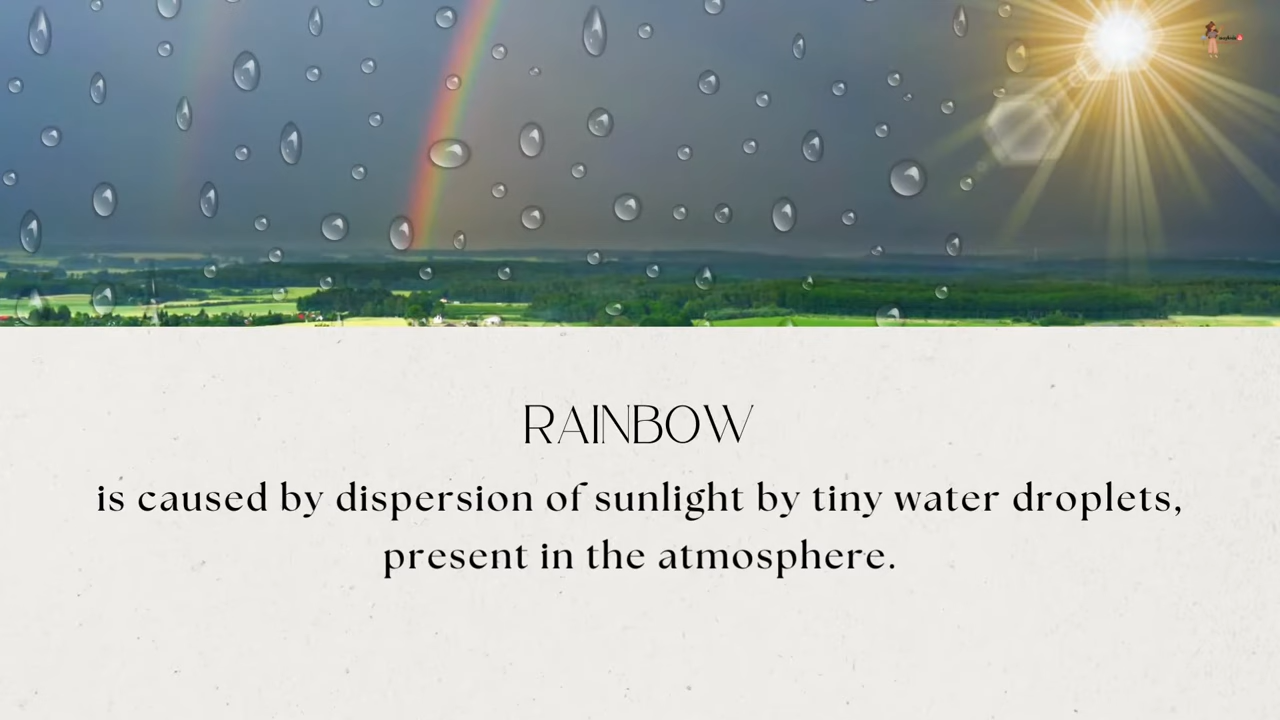 RAINBOW
is caused by dispersion of sunlight by tiny water droplets,
present in the atmosphere.